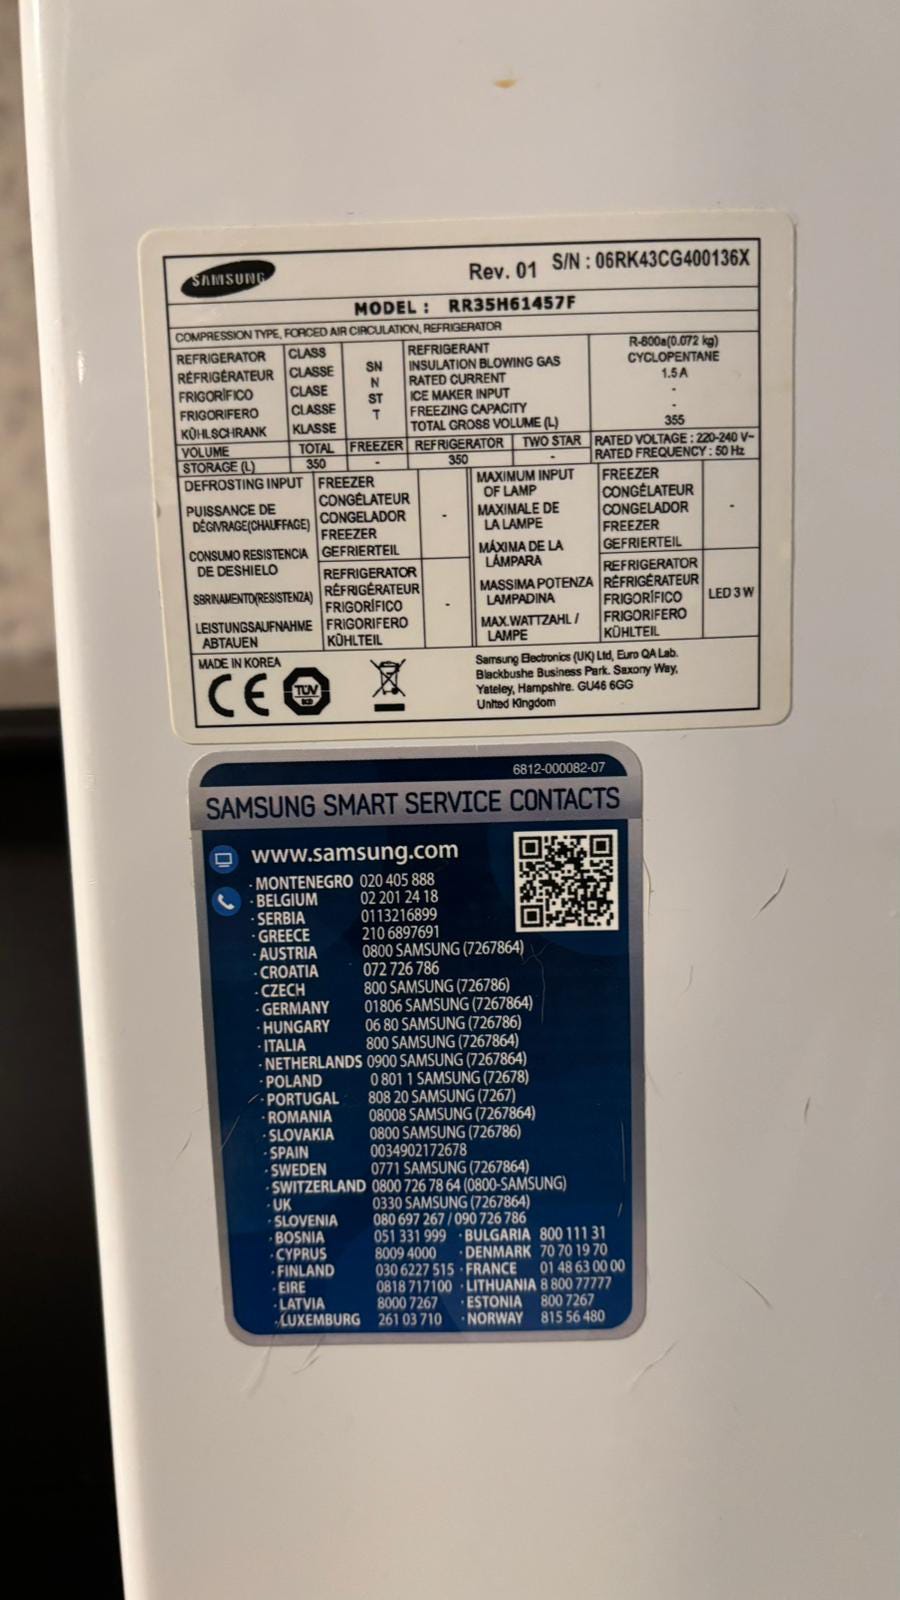 SAMSUNG
Rev. 01 S/N : 06RK43CG400136X
MODEL : RR35H61457F
COMPRESSION TYPE, FORCED AIR CIRCULATION, REFRIGERATOR
REFRIGERATOR CLASS SN REFRIGERANT R-600a(0.072 kg)
RÉFRIGÉRATEUR CLASSE N INSULATION BLOWING GAS CYCLOPENTANE
FRIGORÍFICO CLASE ST RATED CURRENT 1.5 A
FRIGORIFERO CLASSE T ICE MAKER INPUT -
KÜHLSCHRANK KLASSE FREEZING CAPACITY -
TOTAL GROSS VOLUME (L) 355
VOLUME TOTAL FREEZER REFRIGERATOR TWO STAR RATED VOLTAGE : 220-240 V~
STORAGE (L) 350 - 350 - RATED FREQUENCY : 50 Hz
DEFROSTING INPUT
PUISSANCE DE
DÉGIVRAGE(CHAUFFAGE)
CONSUMO RESISTENCIA
DE DESHIELO
SBRINAMENTO(RESISTENZA)
LEISTUNGSAUFNAHME
ABTAUEN
FREEZER
CONGÉLATEUR
CONGELADOR
FREEZER
GEFRIERTEIL
-
REFRIGERATOR
RÉFRIGÉRATEUR
FRIGORÍFICO
FRIGORIFERO
KÜHLTEIL
-
MAXIMUM INPUT
OF LAMP
MAXIMALE DE
LA LAMPE
MÁXIMA DE LA
LÁMPARA
MASSIMA POTENZA
LAMPADINA
MAX.WATTZAHL /
LAMPE
FREEZER
CONGÉLATEUR
CONGELADOR
FREEZER
GEFRIERTEIL
-
REFRIGERATOR
RÉFRIGÉRATEUR
FRIGORÍFICO
FRIGORIFERO
KÜHLTEIL
LED 3 W
MADE IN KOREA
CE TÜV
Samsung Electronics (UK) Ltd, Euro QA Lab.
Blackbushe Business Park. Saxony Way,
Yateley, Hampshire. GU46 6GG
United Kingdom
6812-000082-07
SAMSUNG SMART SERVICE CONTACTS
www.samsung.com
· MONTENEGRO 020 405 888
· BELGIUM 02 201 24 18
· SERBIA 0113216899
· GREECE 210 6897691
· AUSTRIA 0800 SAMSUNG (7267864)
· CROATIA 072 726 786
· CZECH 800 SAMSUNG (726786)
· GERMANY 01806 SAMSUNG (7267864)
· HUNGARY 06 80 SAMSUNG (726786)
· ITALIA 800 SAMSUNG (7267864)
· NETHERLANDS 0900 SAMSUNG (7267864)
· POLAND 0 801 1 SAMSUNG (72678)
· PORTUGAL 808 20 SAMSUNG (7267)
· ROMANIA 08008 SAMSUNG (7267864)
· SLOVAKIA 0800 SAMSUNG (726786)
· SPAIN 0034902172678
· SWEDEN 0771 SAMSUNG (7267864)
· SWITZERLAND 0800 726 78 64 (0800-SAMSUNG)
· UK 0330 SAMSUNG (7267864)
· SLOVENIA 080 697 267 / 090 726 786
· BOSNIA 051 331 999 · BULGARIA 800 111 31
· CYPRUS 8009 4000 · DENMARK 70 70 19 70
· FINLAND 030 6227 515 · FRANCE 01 48 63 00 00
· EIRE 0818 717100 · LITHUANIA 8 800 77777
· LATVIA 8000 7267 · ESTONIA 800 7267
· LUXEMBURG 261 03 710 · NORWAY 815 56 480